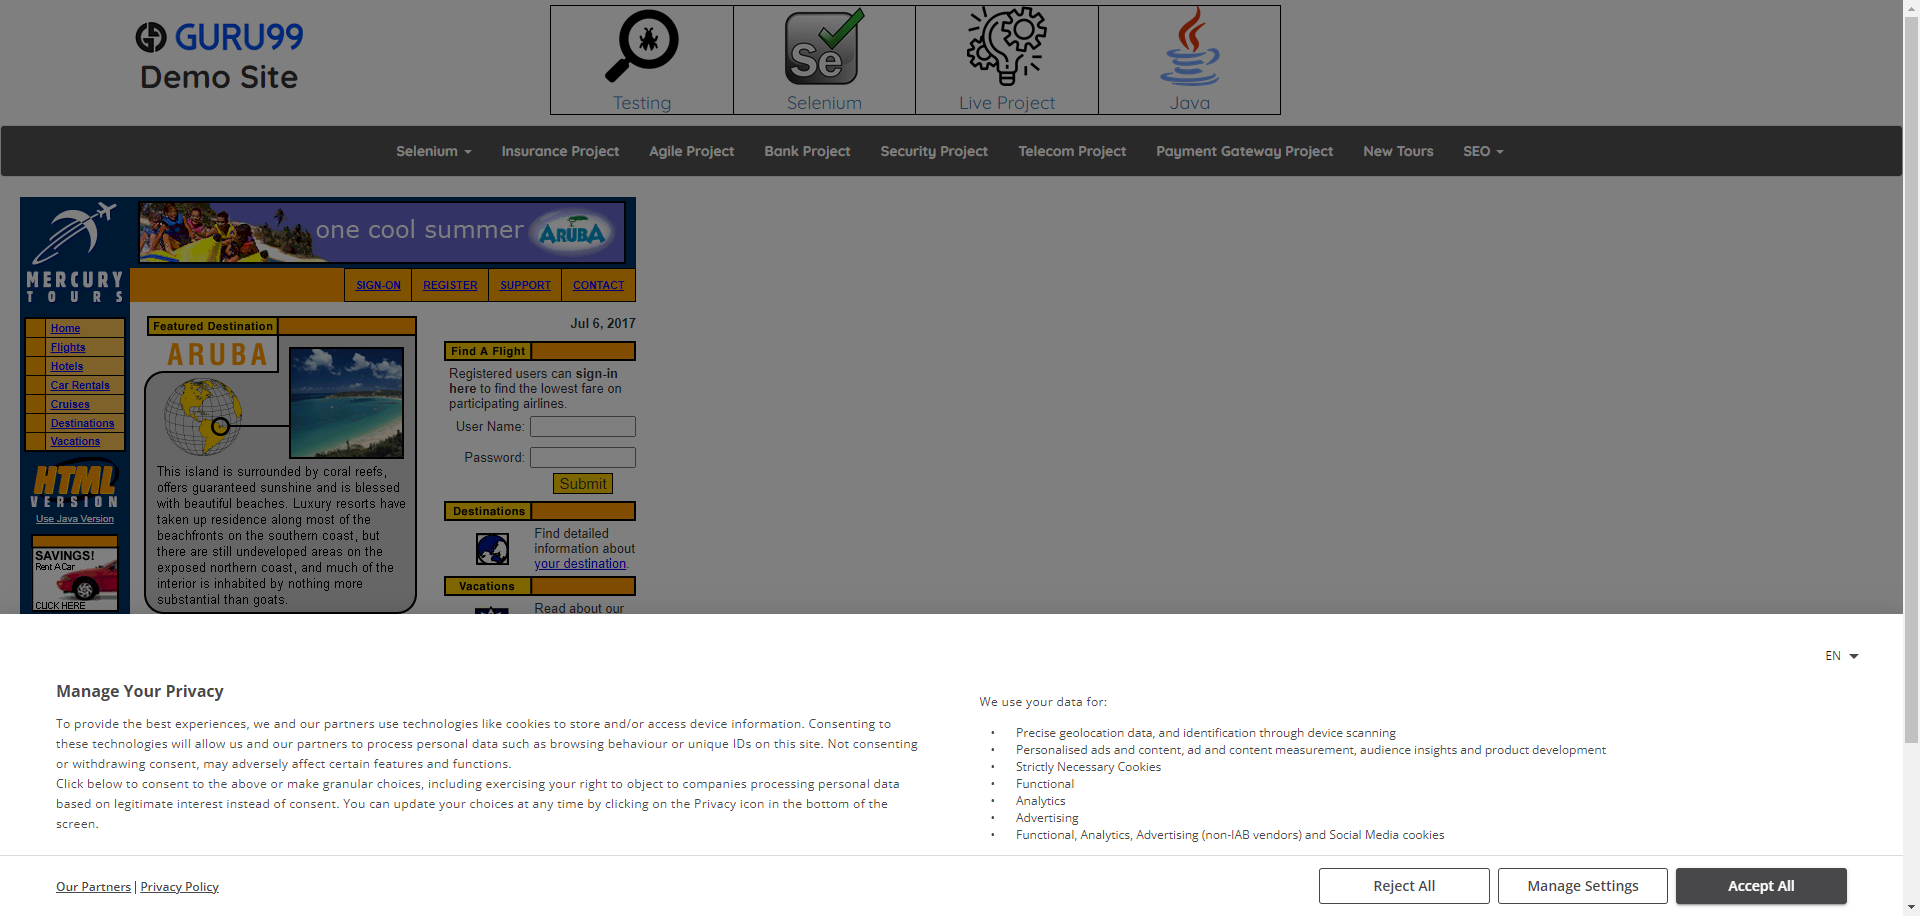 GURU99
Demo Site
Testing
Selenium
Live Project
Java
Selenium
Insurance Project
Agile Project
Bank Project
Security Project
Telecom Project
Payment Gateway Project
New Tours
SEO
one cool summer
ARUBA
MERCURY
TOURS
SIGN-ON
REGISTER
SUPPORT
CONTACT
Home
Flights
Hotels
Car Rentals
Cruises
Destinations
Vacations
HTML
VERSION
Use Java Version
SAVINGS!
Rent A Car
CLICK HERE
Featured Destination
ARUBA
This island is surrounded by coral reefs,
offers guaranteed sunshine and is blessed
with beautiful beaches. Luxury resorts have
taken up residence along most of the
beachfronts on the southern coast, but
there are still undeveloped areas on the
exposed northern coast, and much of the
interior is inhabited by nothing more
substantial than goats.
Jul 6, 2017
Find A Flight
Registered users can sign-in
here to find the lowest fare on
participating airlines.
User Name:
Password:
Submit
Destinations
Find detailed
information about
your destination.
Vacations
Read about our
EN
Manage Your Privacy
To provide the best experiences, we and our partners use technologies like cookies to store and/or access device information. Consenting to
these technologies will allow us and our partners to process personal data such as browsing behaviour or unique IDs on this site. Not consenting
or withdrawing consent, may adversely affect certain features and functions.
Click below to consent to the above or make granular choices, including exercising your right to object to companies processing personal data
based on legitimate interest instead of consent. You can update your choices at any time by clicking on the Privacy icon in the bottom of the
screen.
We use your data for:
• Precise geolocation data, and identification through device scanning
• Personalised ads and content, ad and content measurement, audience insights and product development
• Strictly Necessary Cookies
• Functional
• Analytics
• Advertising
• Functional, Analytics, Advertising (non-IAB vendors) and Social Media cookies
Our Partners | Privacy Policy
Reject All
Manage Settings
Accept All